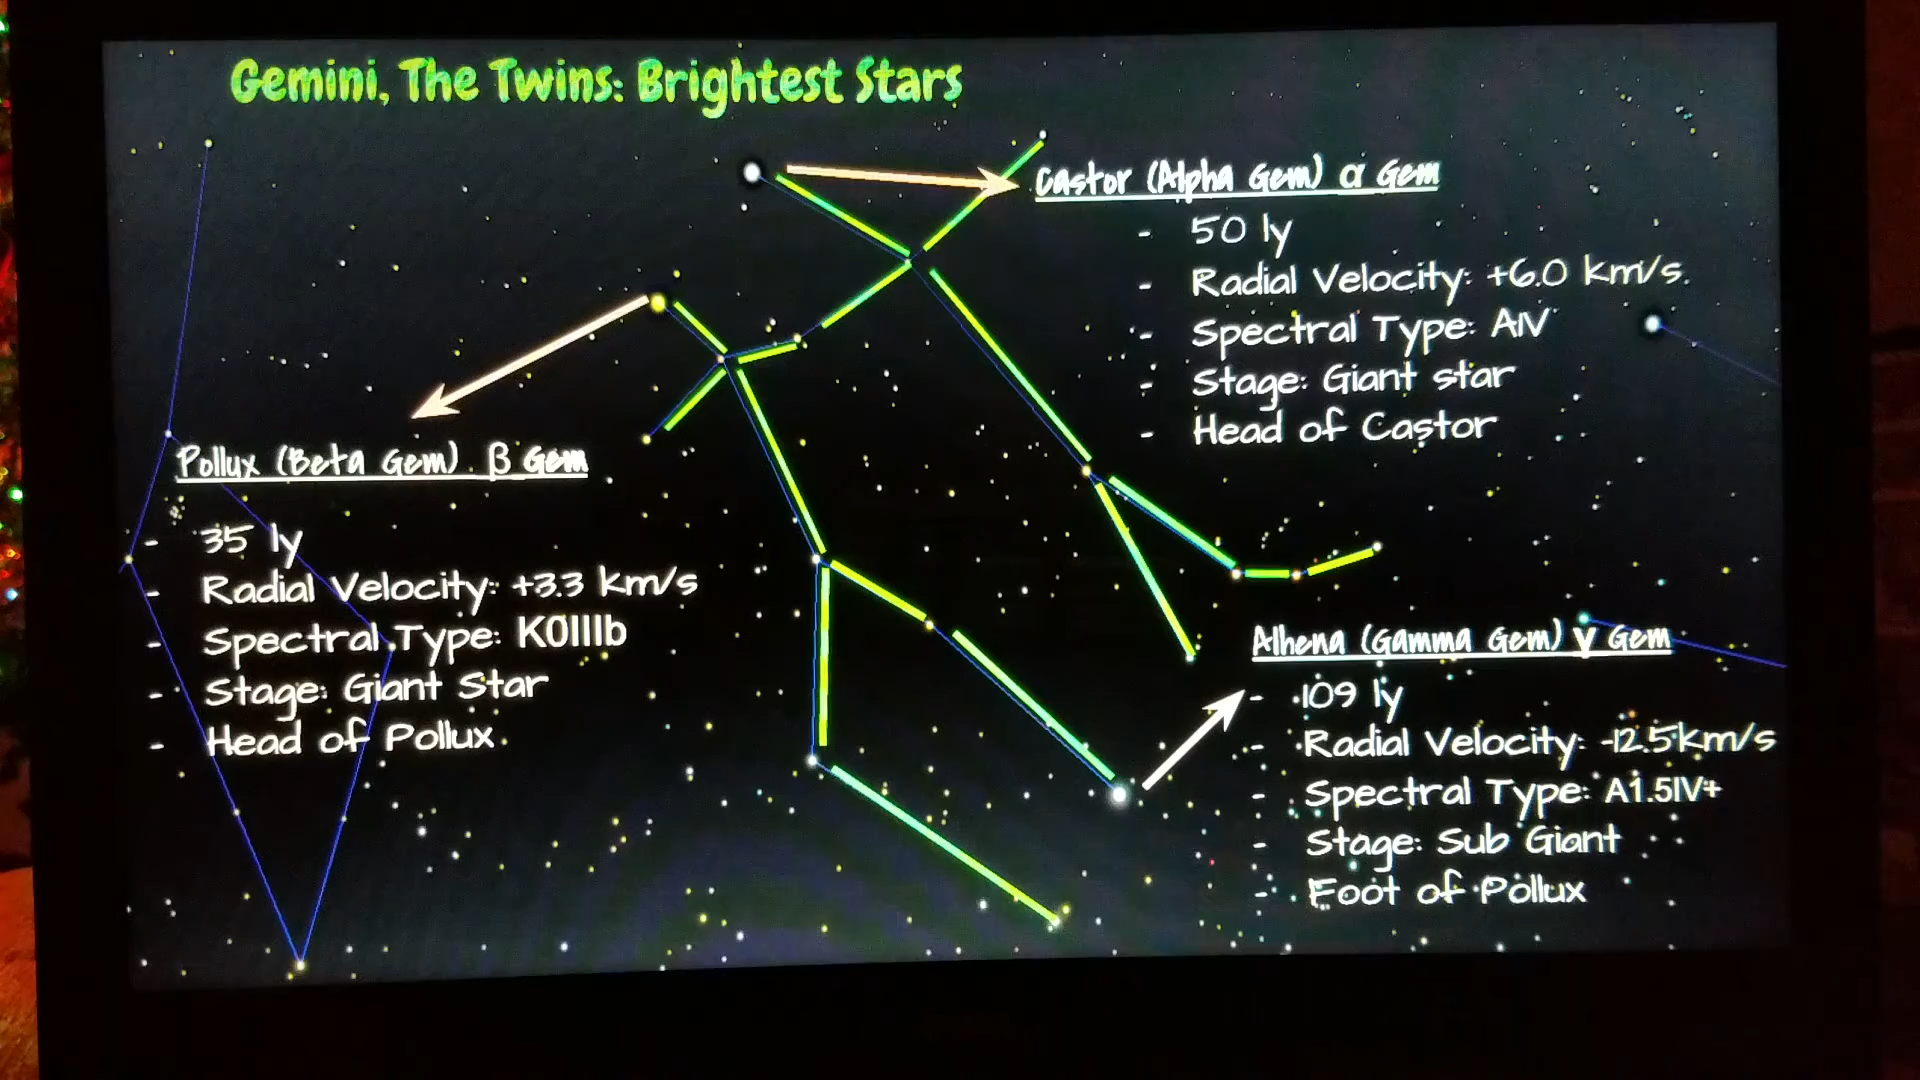 Gemini, The Twins: Brightest Stars
Castor (Alpha Gem) α Gem
- 50 ly
- Radial Velocity: +6.0 km/s.
- Spectral Type: A1V
- Stage: Giant star
- Head of Castor
Pollux (Beta Gem) β Gem
- 35 ly
- Radial Velocity: +3.3 km/s
- Spectral Type: K0IIIb
- Stage: Giant Star
- Head of Pollux
Alhena (Gamma Gem) γ Gem
- 109 ly
- Radial Velocity: -12.5km/s
- Spectral Type: A1.5IV+
- Stage: Sub Giant
- Foot of Pollux